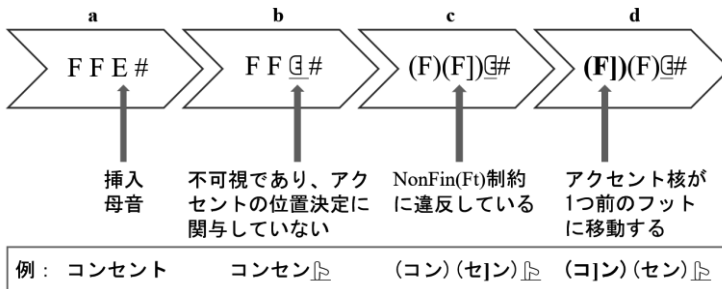 a b c d
F F E #
F F E #
(F)(F])E#
(F])(F)E#
挿入
母音
不可視であり、アク
セントの位置決定に
関与していない
NonFin(Ft)制約
に違反している
アクセント核が
1つ前のフット
に移動する
例： コンセント コンセント (コン)(セ]ン)ト (コ]ン)(セン)ト